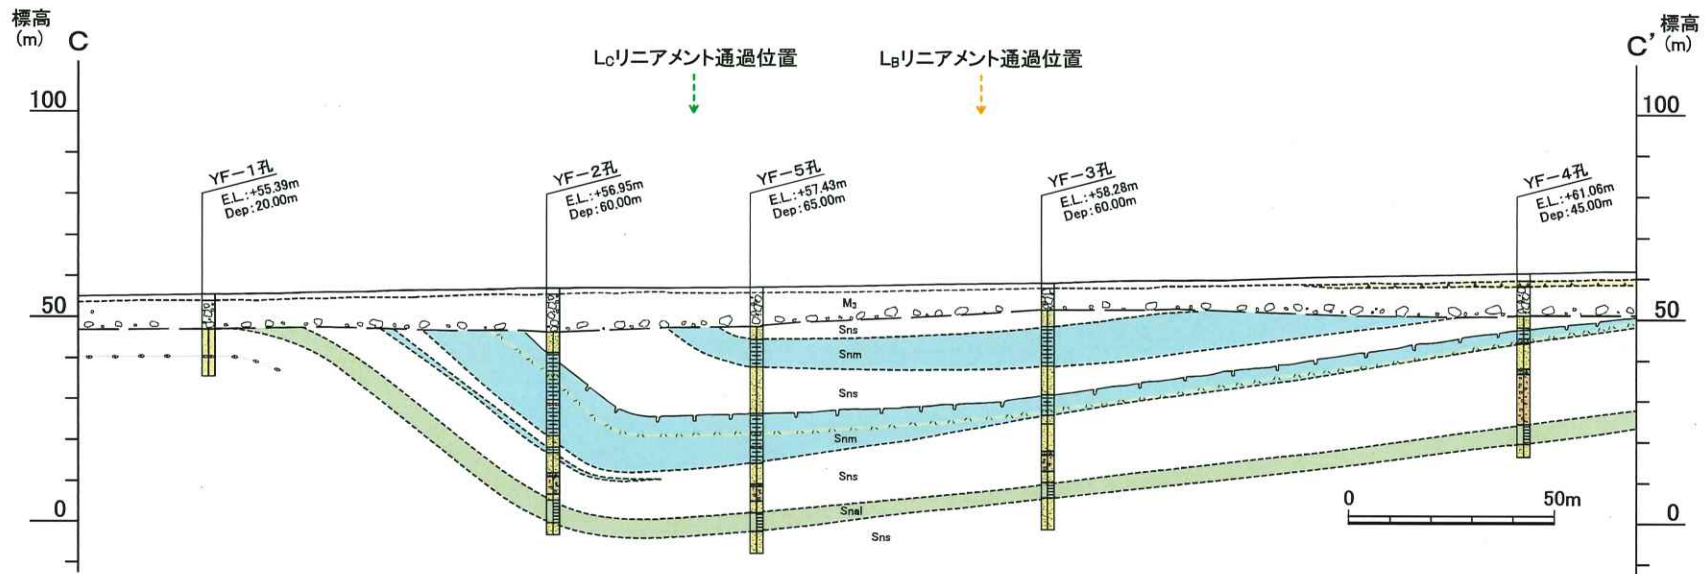 標高
(m)
C
100
50
0
LCリニアメント通過位置
LBリニアメント通過位置
標高
(m)
C'
100
50
0
YF-1孔
E.L.:+55.39m
Dep:20.00m
YF-2孔
E.L.:+56.95m
Dep:60.00m
YF-5孔
E.L.:+57.43m
Dep:65.00m
YF-3孔
E.L.:+58.28m
Dep:60.00m
YF-4孔
E.L.:+61.06m
Dep:45.00m
M3
Sns
Snm
Sns
Snm
Sns
Sns
0 50m